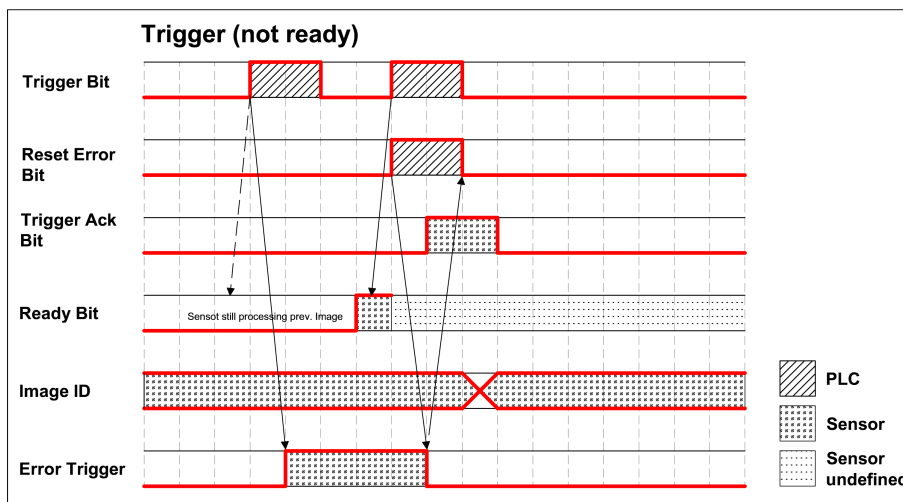 Trigger (not ready)
Trigger Bit
Reset Error
Bit
Trigger Ack
Bit
Ready Bit
Sensot still processing prev. Image
Image ID
Error Trigger
PLC
Sensor
Sensor
undefined